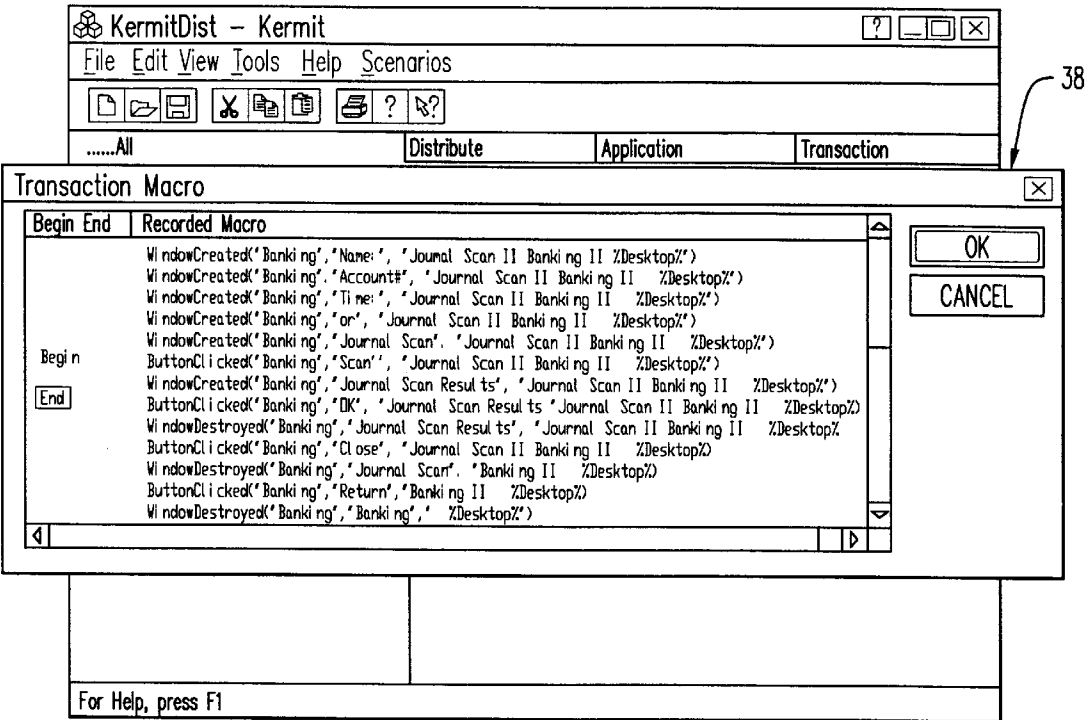 KermitDist – Kermit ?
File Edit View Tools Help Scenarios
? ?
38
......All Distribute Application Transaction
Transaction Macro
Begin End Recorded Macro
WindowCreated("Banking","Name:", "Journal Scan II Banking II %Desktop%")
WindowCreated("Banking"."Account#", "Journal Scan II Banking II %Desktop%")
WindowCreated("Banking","Time:", "Journal Scan II Banking II %Desktop%")
WindowCreated("Banking","or", "Journal Scan II Banking II %Desktop%")
WindowCreated("Banking","Journal Scan". "Journal Scan II Banking II %Desktop%")
Begin ButtonClicked("Banking","Scan", "Journal Scan II Banking II %Desktop%")
WindowCreated("Banking","Journal Scan Results", "Journal Scan II Banking II %Desktop%")
End ButtonClicked("Banking","OK", "Journal Scan Results "Journal Scan II Banking II %Desktop%)
WindowDestroyed("Banking","Journal Scan Results", "Journal Scan II Banking II %Desktop%
ButtonClicked("Banking","Close", "Journal Scan II Banking II %Desktop%)
WindowDestroyed("Banking","Journal Scan". "Banking II %Desktop%)
ButtonClicked("Banking","Return","Banking II %Desktop%)
WindowDestroyed("Banking","Banking"," %Desktop%")
OK
CANCEL
For Help, press F1